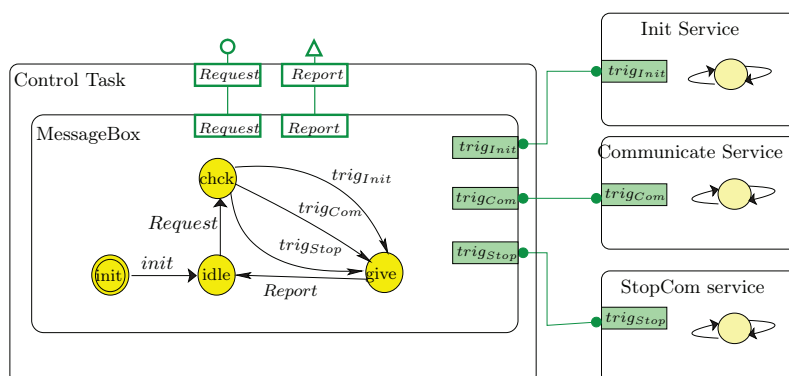 Init Service
Request
Report
trigInit
Control Task
Request
Report
MessageBox
trigInit
Communicate Service
chck
trigInit
trigCom
trigCom
trigCom
Request
trigStop
trigStop
init
init
idle
give
StopCom service
Report
trigStop